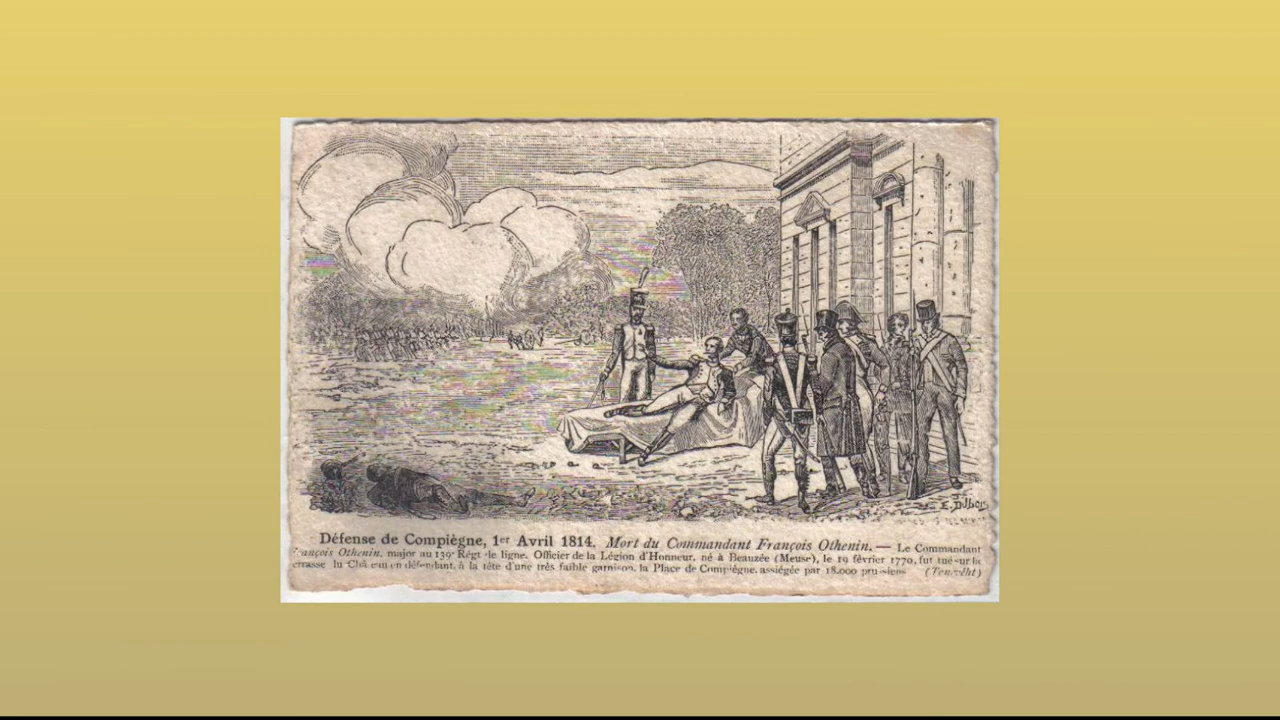 E. Dubor
Défense de Compiègne, 1er Avril 1814. Mort du Commandant François Othenin. — Le Commandant
François Othenin, major au 139e Régt de ligne, Officier de la Légion d'Honneur, né à Beauzée (Meuse), le 19 février 1770, fut tué sur la
terrasse du Château en défendant, à la tête d'une très faible garnison, la Place de Compiègne, assiégée par 18.000 prussiens